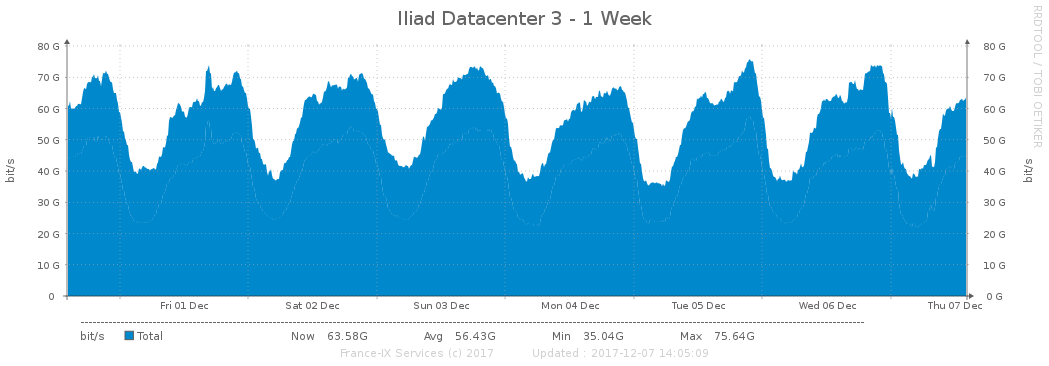 Iliad Datacenter 3 - 1 Week
RRDTOOL / TOBI OETIKER
bit/s
80 G
70 G
60 G
50 G
40 G
30 G
20 G
10 G
0
80 G
70 G
60 G
50 G
40 G
30 G
20 G
10 G
0 G
bit/s
Fri 01 Dec Sat 02 Dec Sun 03 Dec Mon 04 Dec Tue 05 Dec Wed 06 Dec Thu 07 Dec
bit/s Total Now 63.58G Avg 56.43G Min 35.04G Max 75.64G
France-IX Services (c) 2017 Updated : 2017-12-07 14:05:09